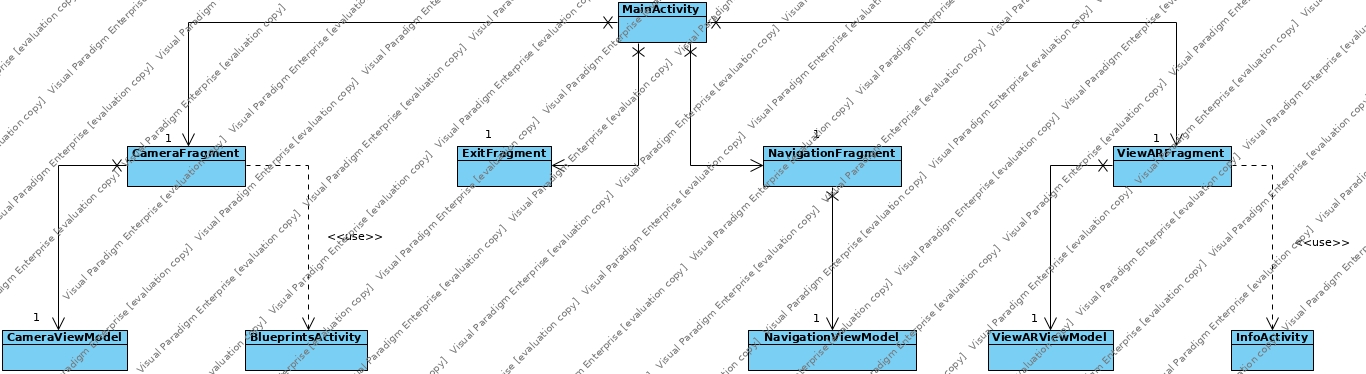 MainActivity
1
1
1
1
CameraFragment
ExitFragment
NavigationFragment
ViewARFragment
<<use>>
<<use>>
1
1
1
CameraViewModel
BlueprintsActivity
NavigationViewModel
ViewARViewModel
InfoActivity
Visual Paradigm Enterprise [evaluation copy]